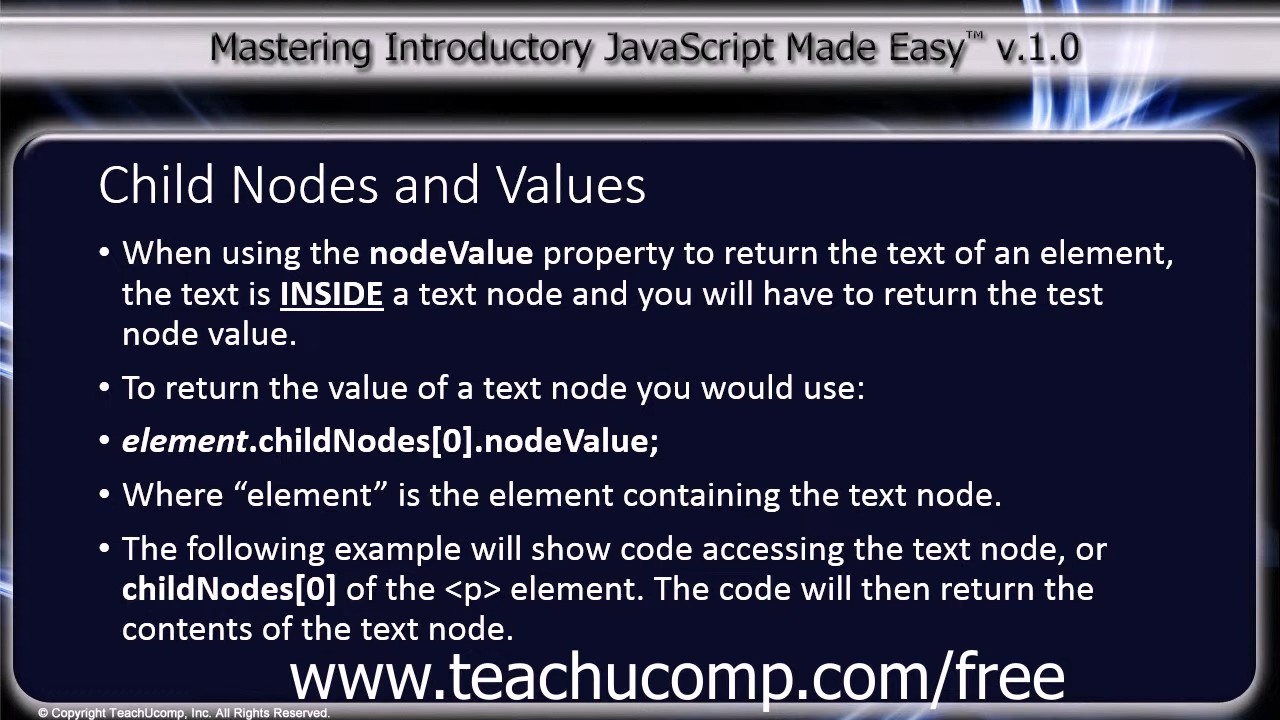 Mastering Introductory JavaScript Made Easy™ v.1.0
Child Nodes and Values
• When using the nodeValue property to return the text of an element,
the text is INSIDE a text node and you will have to return the test
node value.
• To return the value of a text node you would use:
• element.childNodes[0].nodeValue;
• Where “element” is the element containing the text node.
• The following example will show code accessing the text node, or
childNodes[0] of the <p> element. The code will then return the
contents of the text node.
www.teachucomp.com/free
© Copyright TeachUcomp, Inc. All Rights Reserved.